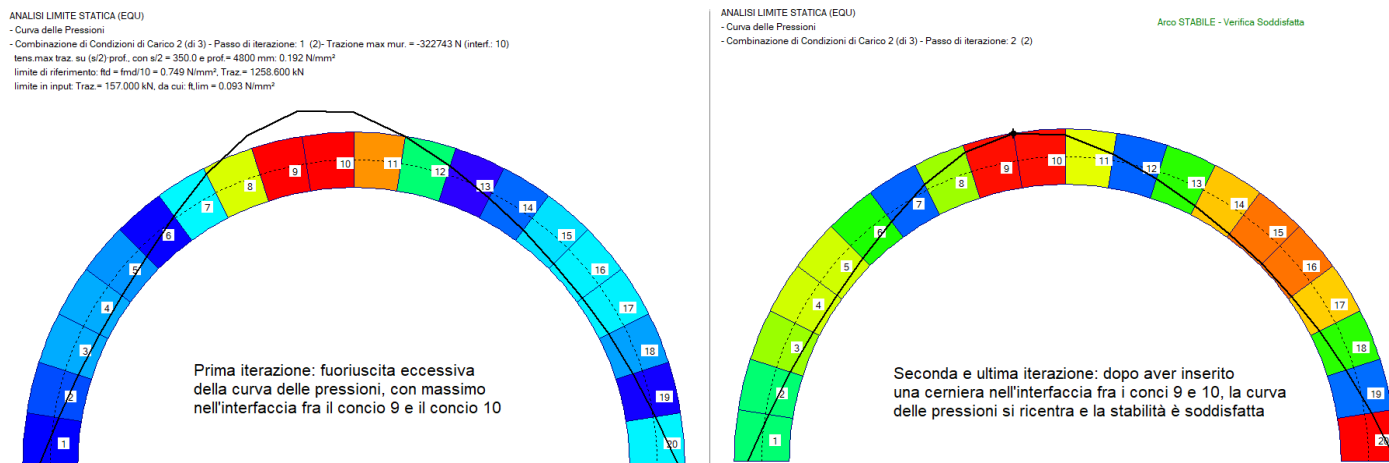 ANALISI LIMITE STATICA (EQU)
- Curva delle Pressioni
- Combinazione di Condizioni di Carico 2 (di 3) - Passo di iterazione: 1 (2)- Trazione max mur. = -322743 N (interf.: 10)
tens.max traz. su (s/2)·prof., con s/2 = 350.0 e prof.= 4800 mm: 0.192 N/mm²
limite di riferimento: ftd = fmd/10 = 0.749 N/mm², Traz.= 1258.600 kN
limite in input: Traz.= 157.000 kN, da cui: ft,lim = 0.093 N/mm²
1
2
3
4
5
6
7
8
9
10
11
12
13
14
15
16
17
18
19
20
Prima iterazione: fuoriuscita eccessiva
della curva delle pressioni, con massimo
nell'interfaccia fra il concio 9 e il concio 10
ANALISI LIMITE STATICA (EQU)
- Curva delle Pressioni
- Combinazione di Condizioni di Carico 2 (di 3) - Passo di iterazione: 2 (2)
Arco STABILE - Verifica Soddisfatta
1
2
3
4
5
6
7
8
9
10
11
12
13
14
15
16
17
18
19
20
Seconda e ultima iterazione: dopo aver inserito
una cerniera nell'interfaccia fra i conci 9 e 10, la curva
delle pressioni si ricentra e la stabilità è soddisfatta